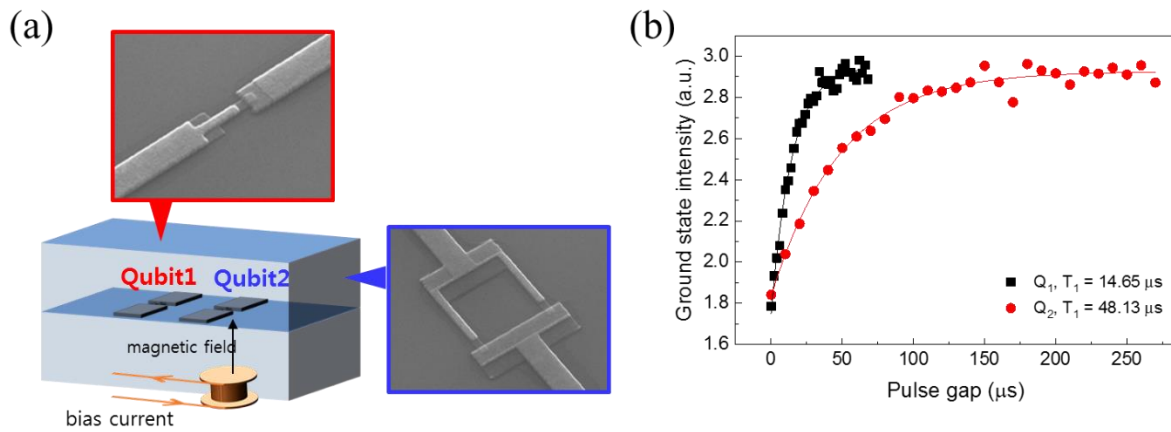 (a)
Qubit1 Qubit2
magnetic field
bias current
(b)
Ground state intensity (a.u.)
3.0
2.8
2.6
2.4
2.2
2.0
1.8
1.6
Q₁, T₁ = 14.65 μs
Q₂, T₁ = 48.13 μs
0 50 100 150 200 250
Pulse gap (μs)